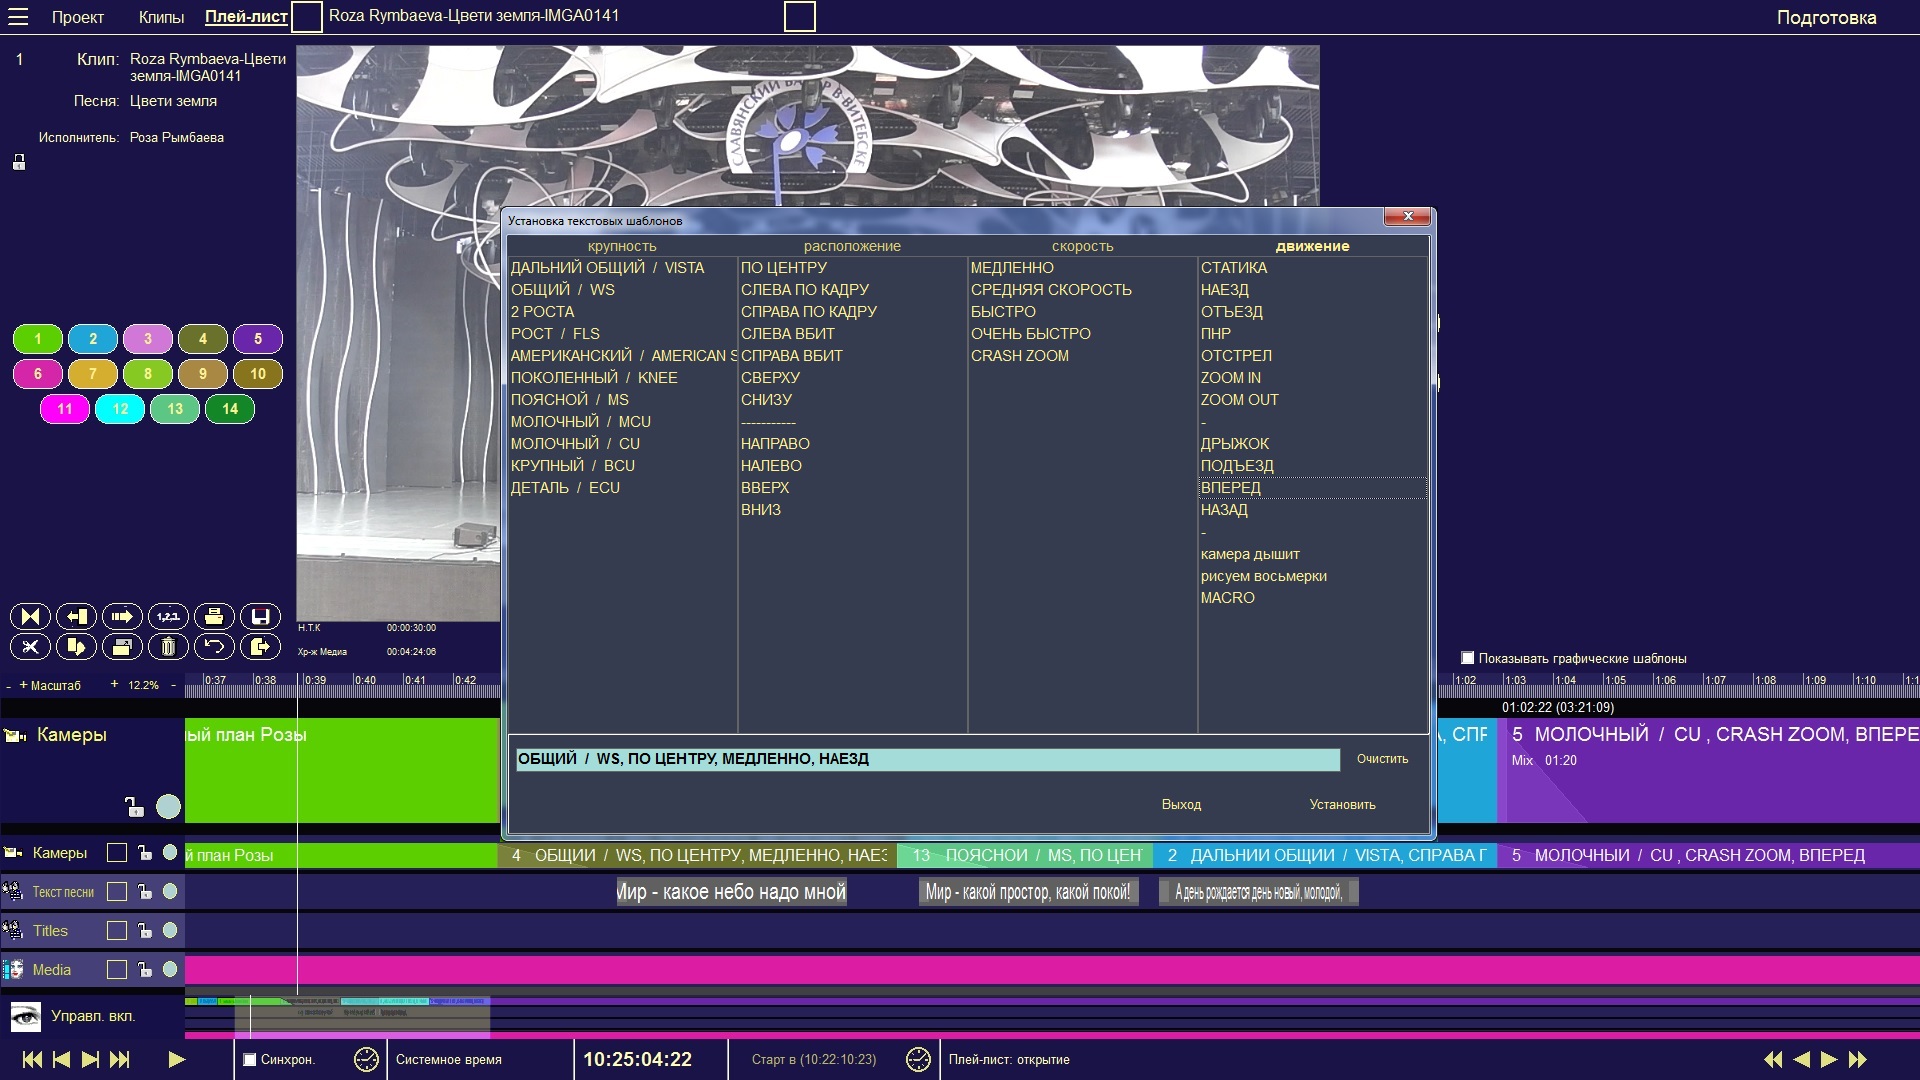 Проект Клипы Плей-лист Roza Rymbaeva-Цвети земля-IMGA0141 Подготовка
1 Клип: Roza Rymbaeva-Цвети
земля-IMGA0141
Песня: Цвети земля
Исполнитель: Роза Рымбаева
СЛАВЯНСКИЙ БАЗАР В ВИТЕБСКЕ
1 2 3 4 5
6 7 8 9 10
11 12 13 14
1,2,3
Н.Т.К 00:00:30:00
Хр-ж Медиа 00:04:24:06
Установка текстовых шаблонов
крупность расположение скорость движение
ДАЛЬНИЙ ОБЩИЙ / VISTA ПО ЦЕНТРУ МЕДЛЕННО СТАТИКА
ОБЩИЙ / WS СЛЕВА ПО КАДРУ СРЕДНЯЯ СКОРОСТЬ НАЕЗД
2 РОСТА СПРАВА ПО КАДРУ БЫСТРО ОТЪЕЗД
РОСТ / FLS СЛЕВА ВБИТ ОЧЕНЬ БЫСТРО ПНР
АМЕРИКАНСКИЙ / AMERICAN S СПРАВА ВБИТ CRASH ZOOM ОТСТРЕЛ
ПОКОЛЕННЫЙ / KNEE СВЕРХУ ZOOM IN
ПОЯСНОЙ / MS СНИЗУ ZOOM OUT
МОЛОЧНЫЙ / MCU ----------- -
МОЛОЧНЫЙ / CU НАПРАВО ДРЫЖОК
КРУПНЫЙ / BCU НАЛЕВО ПОДЪЕЗД
ДЕТАЛЬ / ECU ВВЕРХ ВПЕРЕД
ВНИЗ НАЗАД
-
камера дышит
рисуем восьмерки
MACRO
ОБЩИЙ / WS, ПО ЦЕНТРУ, МЕДЛЕННО, НАЕЗД Очистить
Выход Установить
Показывать графические шаблоны
- + Масштаб + 12.2% - 0:37 0:38 0:39 0:40 0:41 0:42 1:02 1:03 1:04 1:05 1:06 1:07 1:08 1:09 1:10 1:1
01:02:22 (03:21:09)
Камеры ый план Розы , СПР 5 МОЛОЧНЫЙ / CU , CRASH ZOOM, ВПЕРЕ
Mix 01:20
Камеры й план Розы 4 ОБЩИЙ / WS, ПО ЦЕНТРУ, МЕДЛЕННО, НАЕЗ 13 ПОЯСНОЙ / MS, ПО ЦЕН 2 ДАЛЬНИЙ ОБЩИЙ / VISTA, СПРАВА П 5 МОЛОЧНЫЙ / CU , CRASH ZOOM, ВПЕРЕД
Текст песни Мир - какое небо надо мной Мир - какой простор, какой покой! А день рождается день новый, молодой,
Titles
Media
Управл. вкл.
Синхрон. Системное время 10:25:04:22 Старт в (10:22:10:23) Плей-лист: открытие